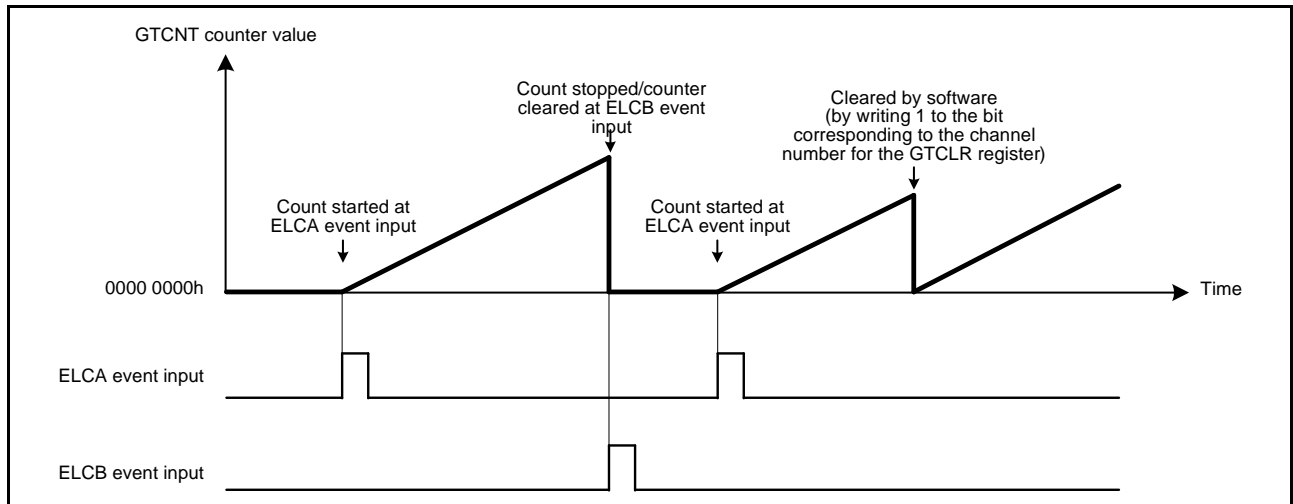 GTCNT counter value
Count stopped/counter
cleared at ELCB event
input
Cleared by software
(by writing 1 to the bit
corresponding to the channel
number for the GTCLR register)
Count started at
ELCA event input
Count started at
ELCA event input
0000 0000h
Time
ELCA event input
ELCB event input